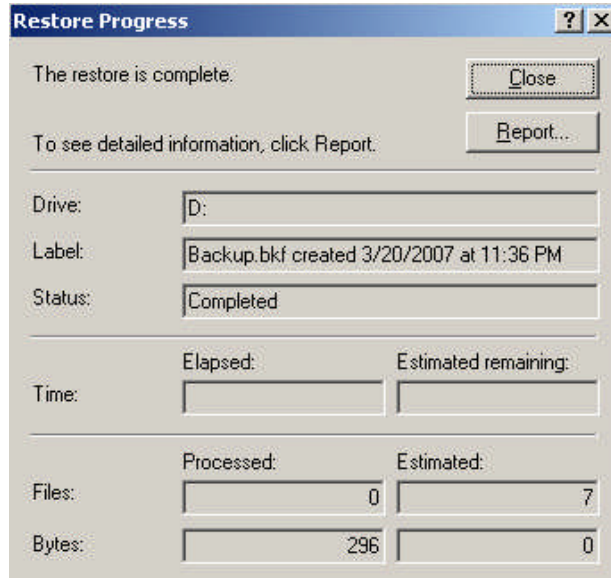 Restore Progress
The restore is complete.
Close
To see detailed information, click Report.
Report...
Drive: D:
Label: Backup.bkf created 3/20/2007 at 11:36 PM
Status: Completed
Elapsed: Estimated remaining:
Time:
Processed: Estimated:
Files: 0 7
Bytes: 296 0